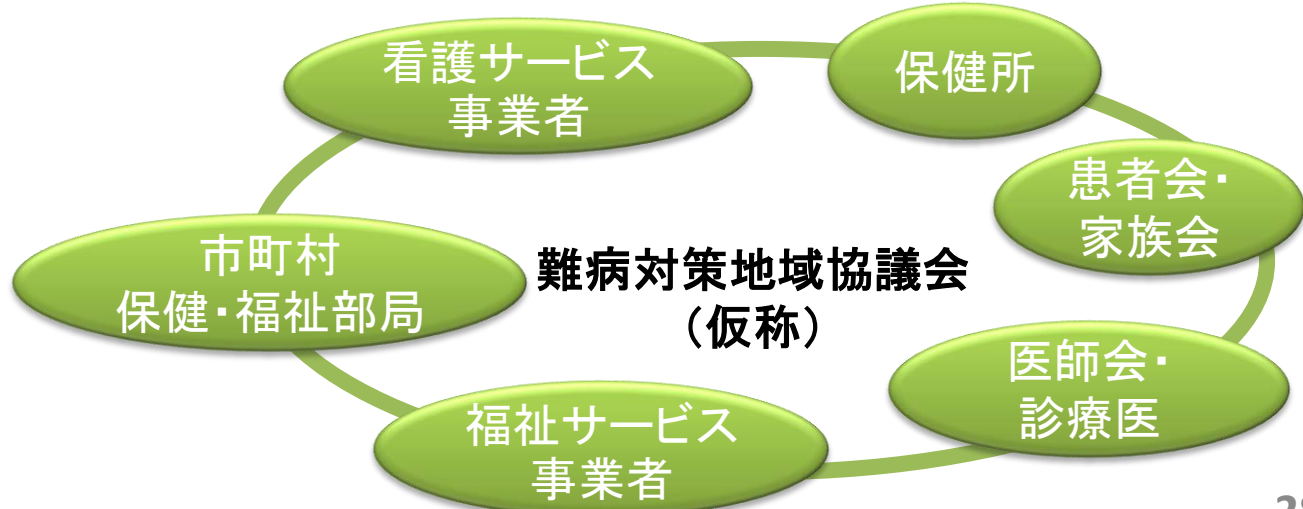 看護サービス
事業者
保健所
患者会・
家族会
市町村
保健・福祉部局
難病対策地域協議会
（仮称）
医師会・
診療医
福祉サービス
事業者